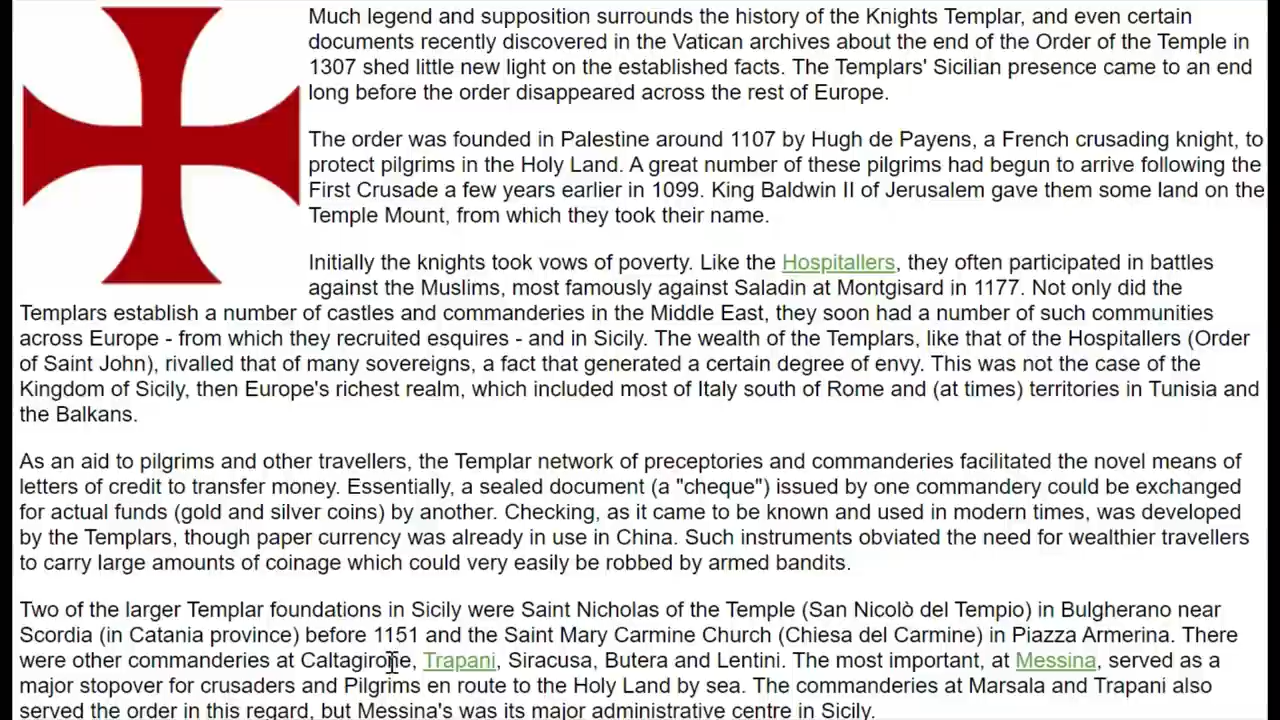 Much legend and supposition surrounds the history of the Knights Templar, and even certain
documents recently discovered in the Vatican archives about the end of the Order of the Temple in
1307 shed little new light on the established facts. The Templars' Sicilian presence came to an end
long before the order disappeared across the rest of Europe.
The order was founded in Palestine around 1107 by Hugh de Payens, a French crusading knight, to
protect pilgrims in the Holy Land. A great number of these pilgrims had begun to arrive following the
First Crusade a few years earlier in 1099. King Baldwin II of Jerusalem gave them some land on the
Temple Mount, from which they took their name.
Initially the knights took vows of poverty. Like the Hospitallers, they often participated in battles
against the Muslims, most famously against Saladin at Montgisard in 1177. Not only did the
Templars establish a number of castles and commanderies in the Middle East, they soon had a number of such communities
across Europe - from which they recruited esquires - and in Sicily. The wealth of the Templars, like that of the Hospitallers (Order
of Saint John), rivalled that of many sovereigns, a fact that generated a certain degree of envy. This was not the case of the
Kingdom of Sicily, then Europe's richest realm, which included most of Italy south of Rome and (at times) territories in Tunisia and
the Balkans.
As an aid to pilgrims and other travellers, the Templar network of preceptories and commanderies facilitated the novel means of
letters of credit to transfer money. Essentially, a sealed document (a "cheque") issued by one commandery could be exchanged
for actual funds (gold and silver coins) by another. Checking, as it came to be known and used in modern times, was developed
by the Templars, though paper currency was already in use in China. Such instruments obviated the need for wealthier travellers
to carry large amounts of coinage which could very easily be robbed by armed bandits.
Two of the larger Templar foundations in Sicily were Saint Nicholas of the Temple (San Nicolò del Tempio) in Bulgherano near
Scordia (in Catania province) before 1151 and the Saint Mary Carmine Church (Chiesa del Carmine) in Piazza Armerina. There
were other commanderies at Caltagirone, Trapani, Siracusa, Butera and Lentini. The most important, at Messina, served as a
major stopover for crusaders and Pilgrims en route to the Holy Land by sea. The commanderies at Marsala and Trapani also
served the order in this regard, but Messina's was its major administrative centre in Sicily.